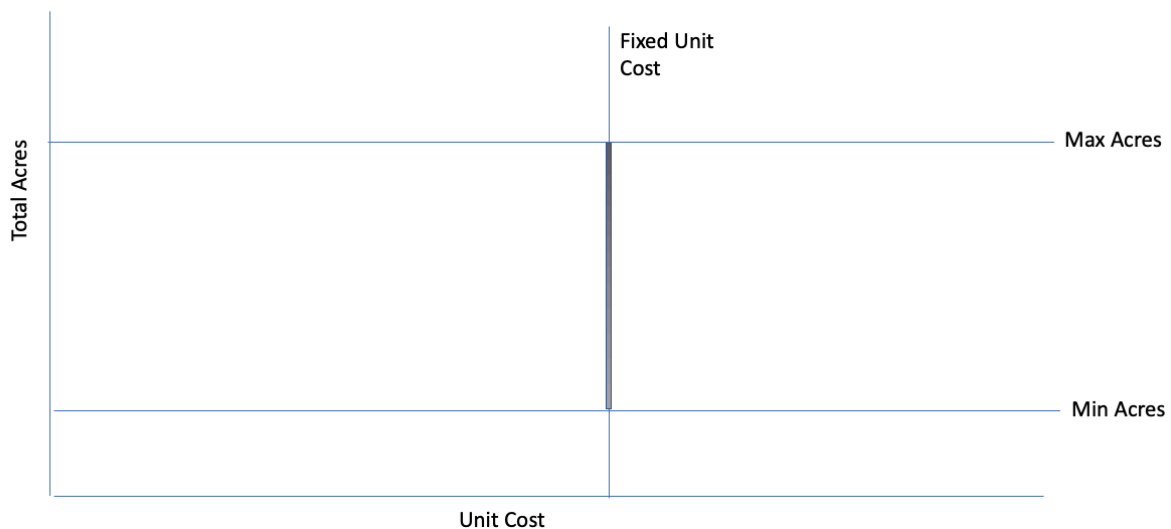 Fixed Unit
Cost
Max Acres
Total Acres
Min Acres
Unit Cost